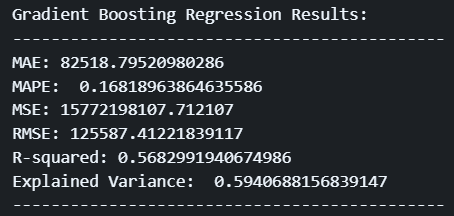 Gradient Boosting Regression Results:
---------------------------------------------
MAE: 82518.79520980286
MAPE:  0.16818963864635586
MSE: 15772198107.712107
RMSE: 125587.41221839117
R-squared: 0.5682991940674986
Explained Variance:  0.5940688156839147
---------------------------------------------